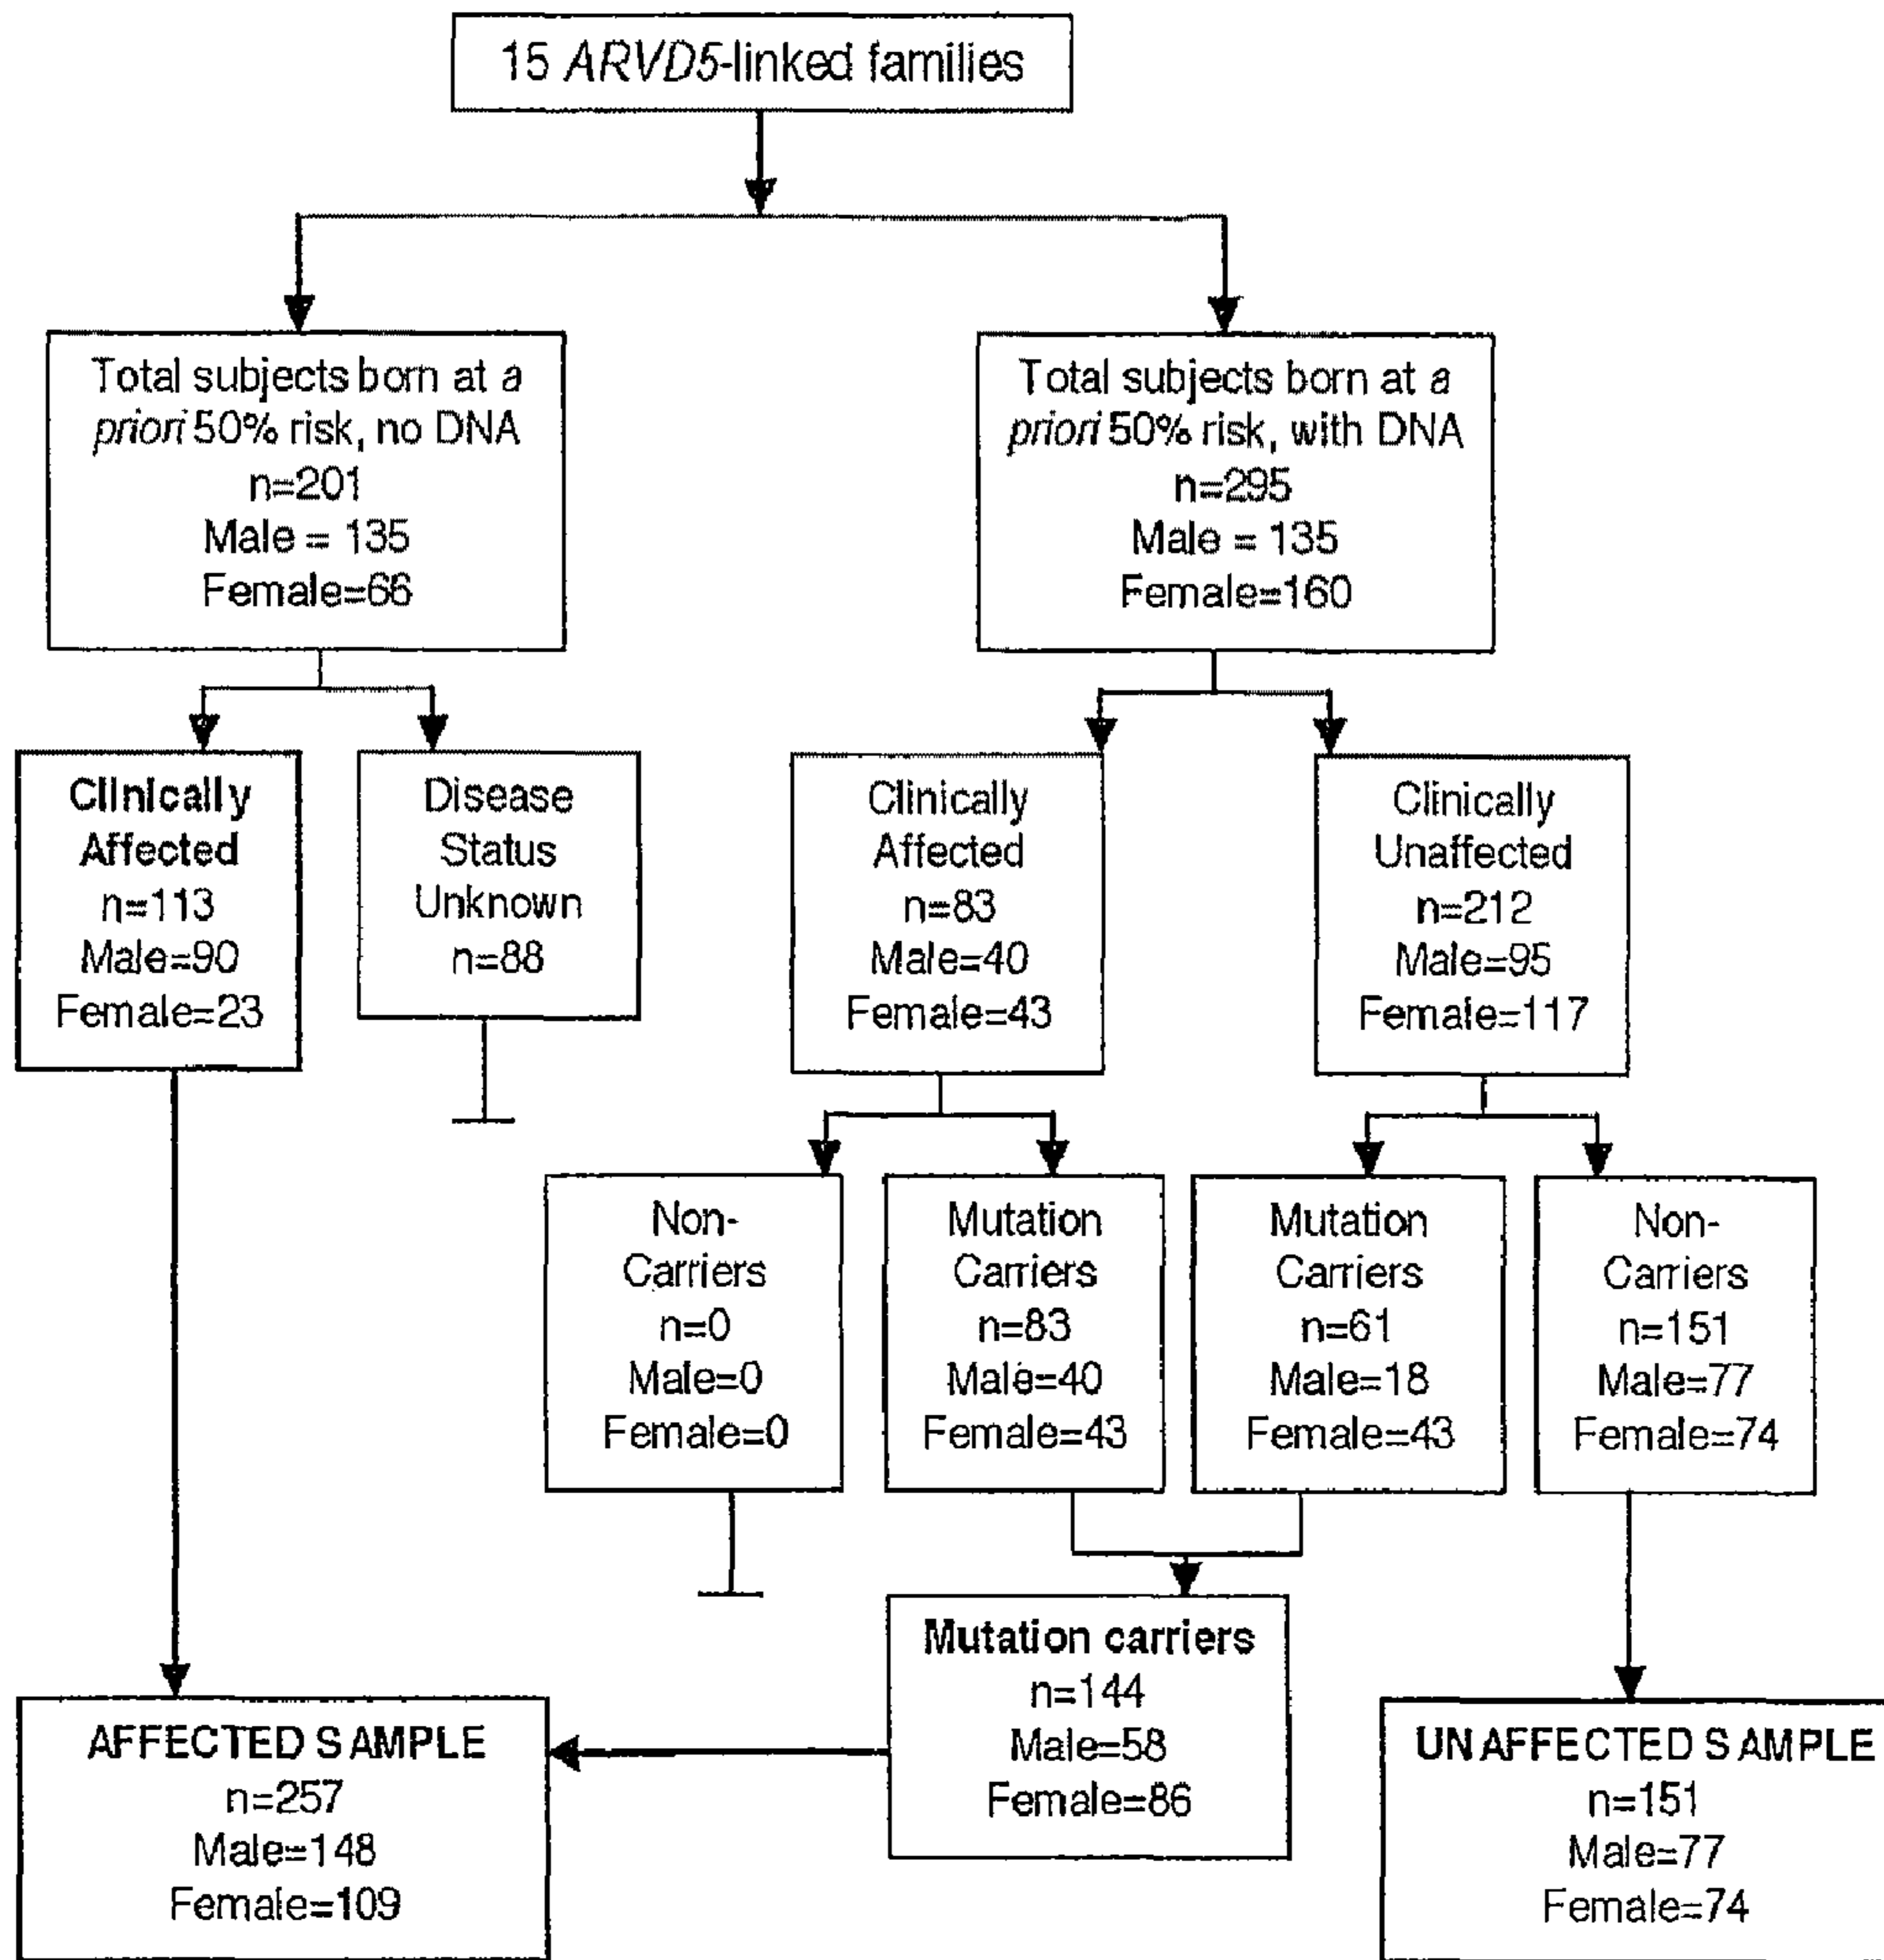 15 ARVD5-linked families
Total subjects born at a
priori 50% risk, no DNA
n=201
Male = 135
Female=66
Total subjects born at a
priori 50% risk, with DNA
n=295
Male = 135
Female=160
Clinically
Affected
n=113
Male=90
Female=23
Disease
Status
Unknown
n=88
Clinically
Affected
n=83
Male=40
Female=43
Clinically
Unaffected
n=212
Male=95
Female=117
Non-
Carriers
n=0
Male=0
Female=0
Mutation
Carriers
n=83
Male=40
Female=43
Mutation
Carriers
n=61
Male=18
Female=43
Non-
Carriers
n=151
Male=77
Female=74
Mutation carriers
n=144
Male=58
Female=86
AFFECTED SAMPLE
n=257
Male=148
Female=109
UNAFFECTED SAMPLE
n=151
Male=77
Female=74